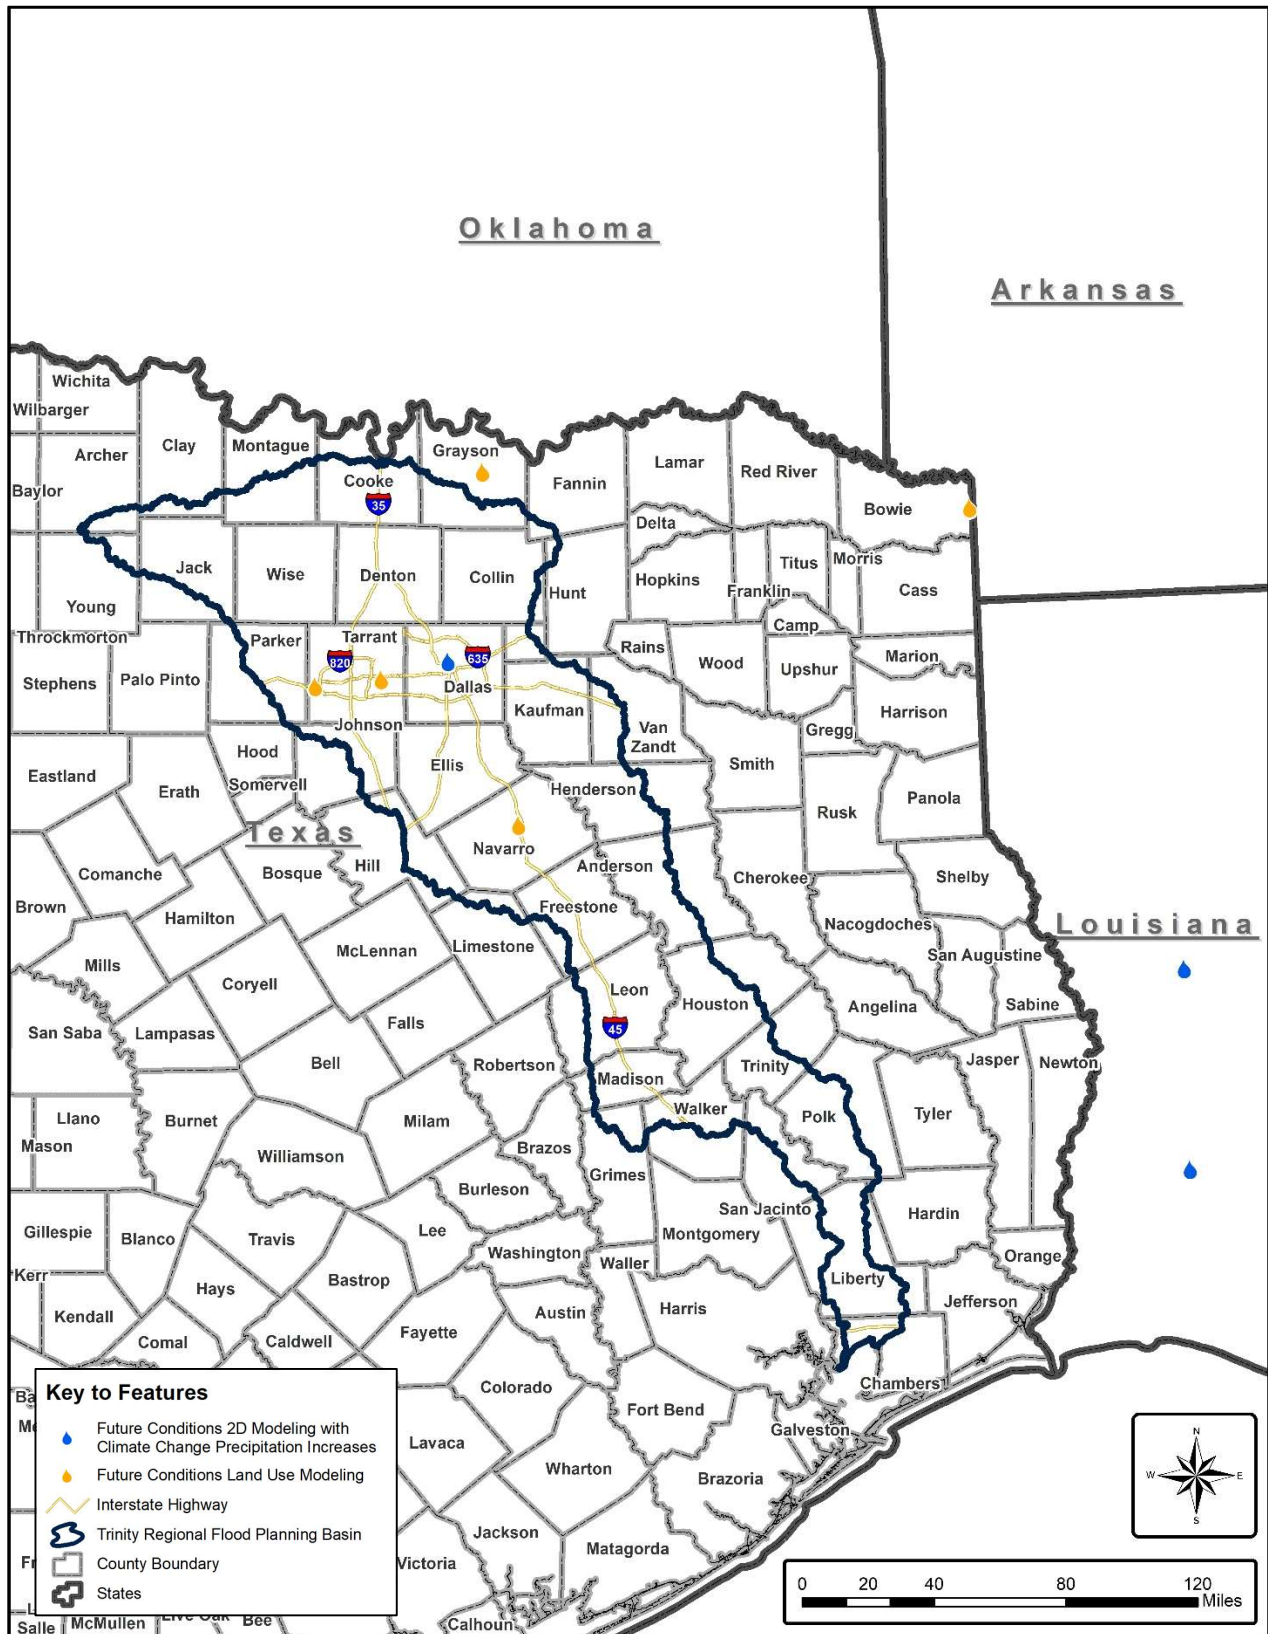 Oklahoma
Arkansas
Wichita
Wilbarger
Clay
Montague
Grayson
Archer
Lamar
Red River
Cooke
Fannin
Baylor
35
Bowie
Delta
Jack
Wise
Denton
Collin
Hunt
Hopkins
Titus
Morris
Franklin
Cass
Young
Throckmorton
Parker
Tarrant
Camp
Rains
Marion
820
635
Wood
Upshur
Stephens
Palo Pinto
Dallas
Kaufman
Harrison
Johnson
Van
Zandt
Gregg
Hood
Ellis
Smith
Eastland
Somervell
Erath
Henderson
Panola
Rusk
Texas
Navarro
Hill
Anderson
Comanche
Bosque
Cherokee
Shelby
Brown
Hamilton
Freestone
Nacogdoches
Louisiana
McLennan
Limestone
San Augustine
Mills
Coryell
Leon
Houston
Angelina
Sabine
San Saba
Lampasas
Falls
45
Bell
Robertson
Trinity
Jasper
Newton
Madison
Llano
Burnet
Milam
Walker
Polk
Tyler
Mason
Williamson
Brazos
Grimes
Burleson
San Jacinto
Hardin
Gillespie
Blanco
Travis
Lee
Washington
Montgomery
Waller
Orange
Kerr
Hays
Bastrop
Liberty
Kendall
Austin
Harris
Jefferson
Comal
Caldwell
Fayette
Colorado
Chambers
Key to Features
Future Conditions 2D Modeling with
Climate Change Precipitation Increases
Future Conditions Land Use Modeling
Interstate Highway
Trinity Regional Flood Planning Basin
County Boundary
States
Fort Bend
Galveston
Lavaca
Wharton
Brazoria
Jackson
Matagorda
Victoria
Calhoun
Salle
McMullen
Bee
N
W
E
S
0 20 40 80 120
Miles